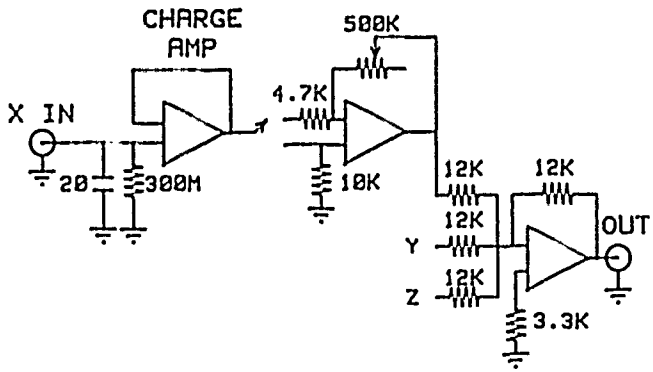 CHARGE
AMP
500K
X IN
4.7K
20
300M
10K
12K
12K
12K
Y
OUT
12K
Z
3.3K